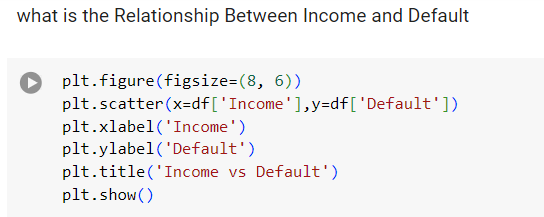 what is the Relationship Between Income and Default
plt.figure(figsize=(8, 6))
plt.scatter(x=df['Income'],y=df['Default'])
plt.xlabel('Income')
plt.ylabel('Default')
plt.title('Income vs Default')
plt.show()